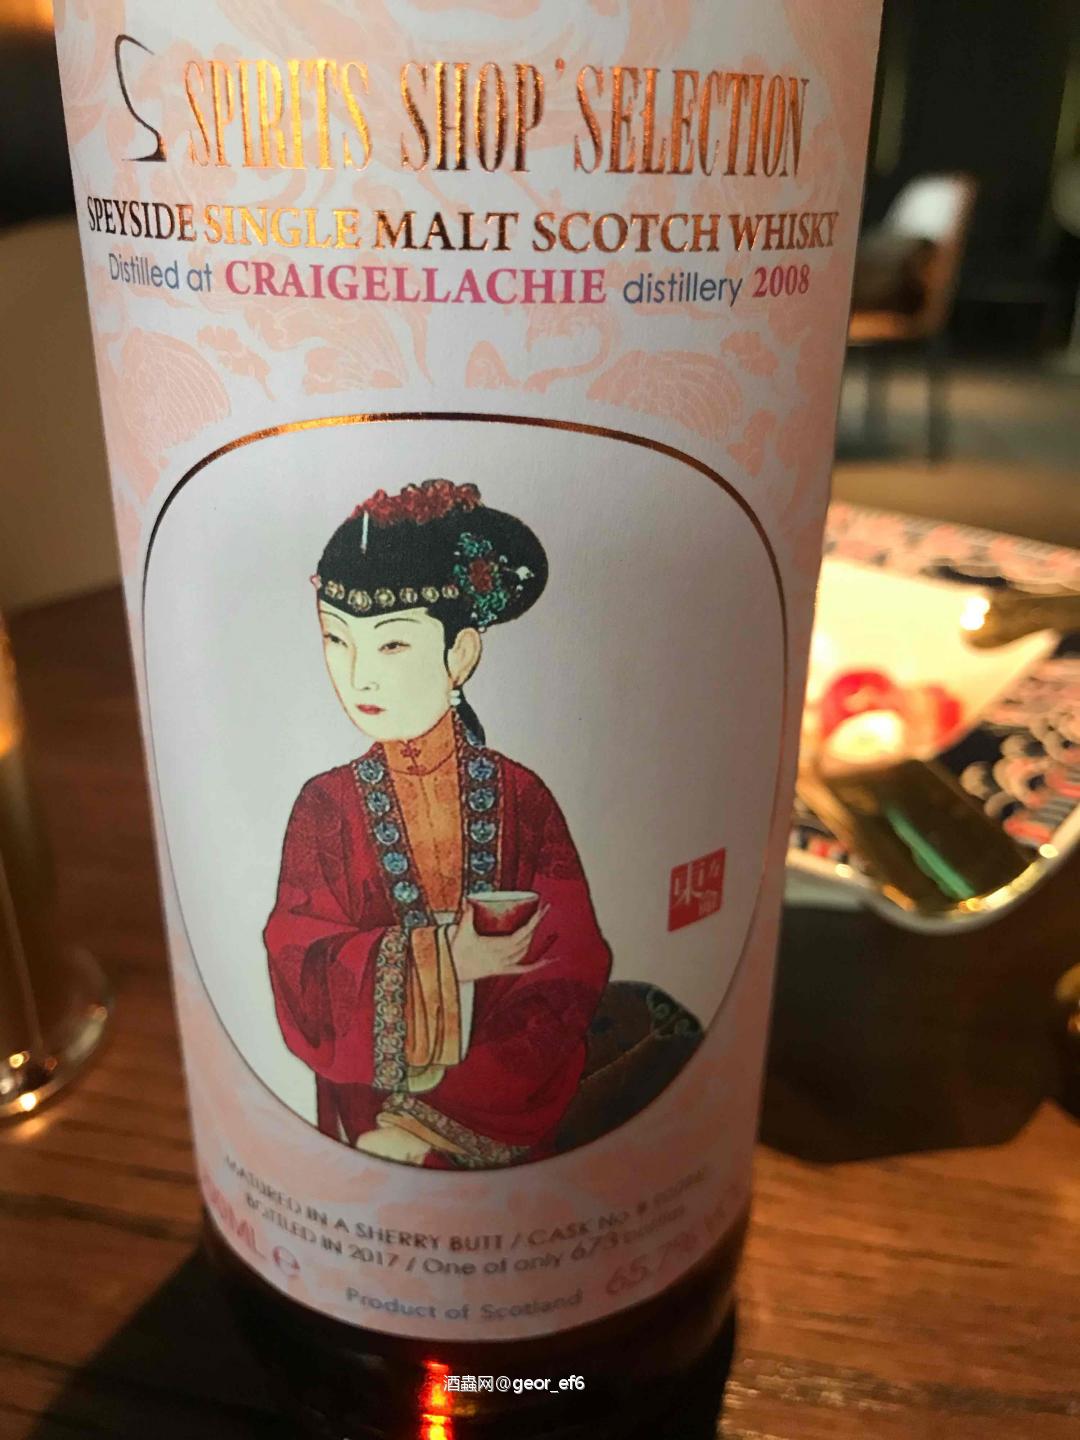 SPIRITS SHOP' SELECTION
SPEYSIDE SINGLE MALT SCOTCH WHISKY
Distilled at CRAIGELLACHIE distillery 2008
MATURED IN A SHERRY BUTT / CASK No #
BOTTLED IN 2017 / One of only 673 bottles
ML e 65.7%
Product of Scotland
酒蟲网@geor_ef6